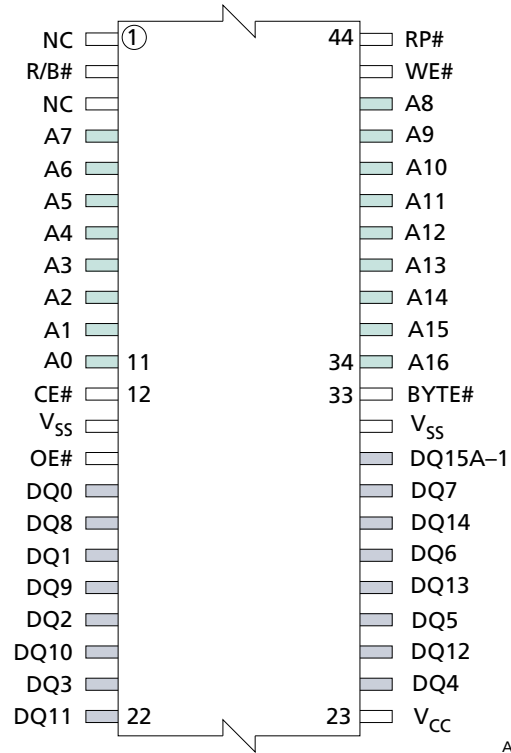 NC ① 44 RP#
R/B# WE#
NC A8
A7 A9
A6 A10
A5 A11
A4 A12
A3 A13
A2 A14
A1 A15
A0 11 34 A16
CE# 12 33 BYTE#
VSS VSS
OE# DQ15A–1
DQ0 DQ7
DQ8 DQ14
DQ1 DQ6
DQ9 DQ13
DQ2 DQ5
DQ10 DQ12
DQ3 DQ4
DQ11 22 23 VCC
A